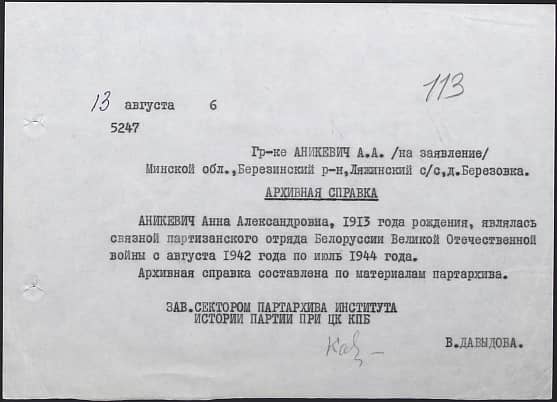 113
13 августа 6
5247
Гр-ке АНИКЕВИЧ А.А. /на заявление/
Минской обл.,Березинский р-н,Ляжинский с/с,д.Березовка.
АРХИВНАЯ СПРАВКА
АНИКЕВИЧ Анна Александровна, 1913 года рождения, являлась
связной партизанского отряда Белоруссии Великой Отечественной
войны с августа 1942 года по июль 1944 года.
Архивная справка составлена по материалам партархива.
ЗАВ.СЕКТОРОМ ПАРТАРХИВА ИНСТИТУТА
ИСТОРИИ ПАРТИИ ПРИ ЦК КПБ
В.ДАВЫДОВА.